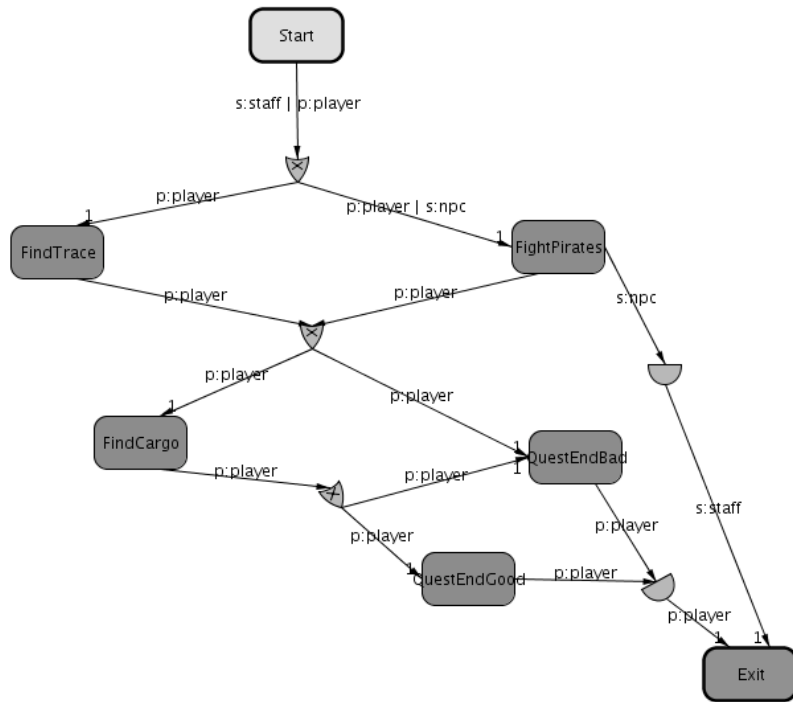 Start
s:staff | p:player
x
p:player
p:player | s:npc
1
1
FindTrace
FightPirates
p:player
p:player
s:npc
x
p:player
p:player
1
FindCargo
1
QuestEndBad
p:player
p:player
1
x
p:player
s:staff
p:player
1
QuestEndGood
p:player
p:player
1
1
Exit